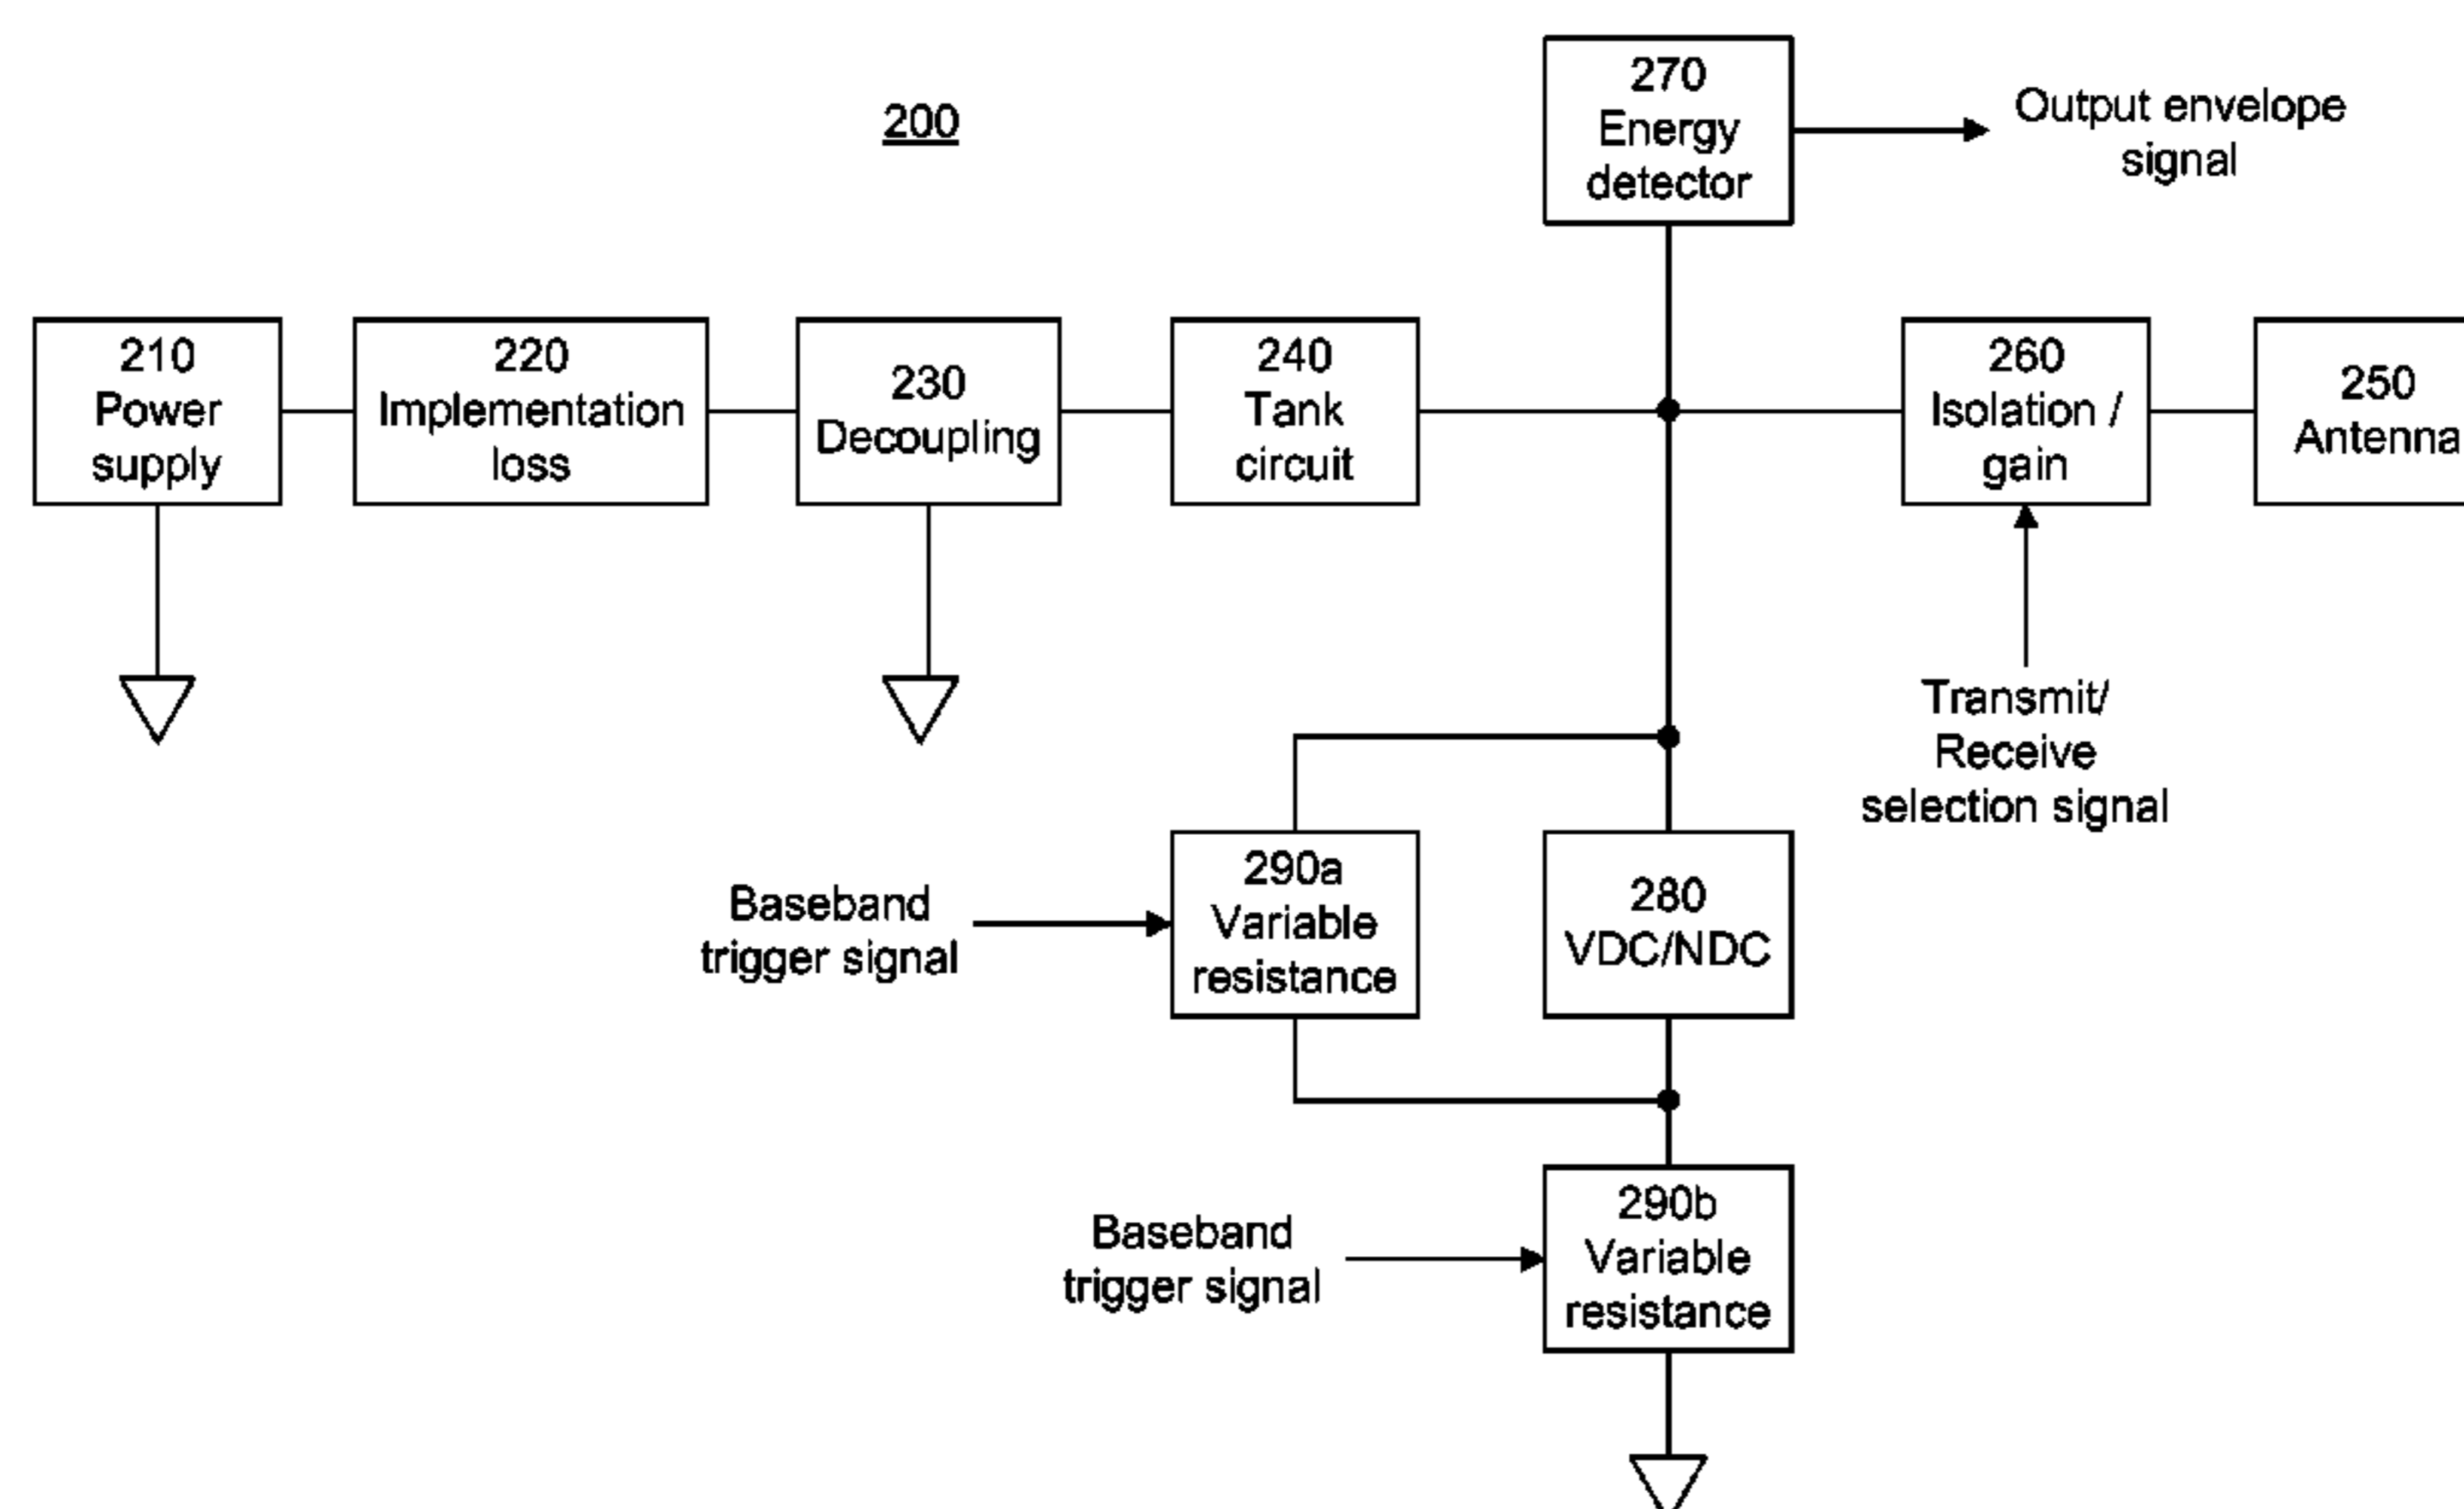 200
270
Energy
detector
Output envelope
signal
210
Power
supply
220
Implementation
loss
230
Decoupling
240
Tank
circuit
260
Isolation /
gain
250
Antenna
Transmit/
Receive
selection signal
Baseband
trigger signal
290a
Variable
resistance
280
VDC/NDC
Baseband
trigger signal
290b
Variable
resistance